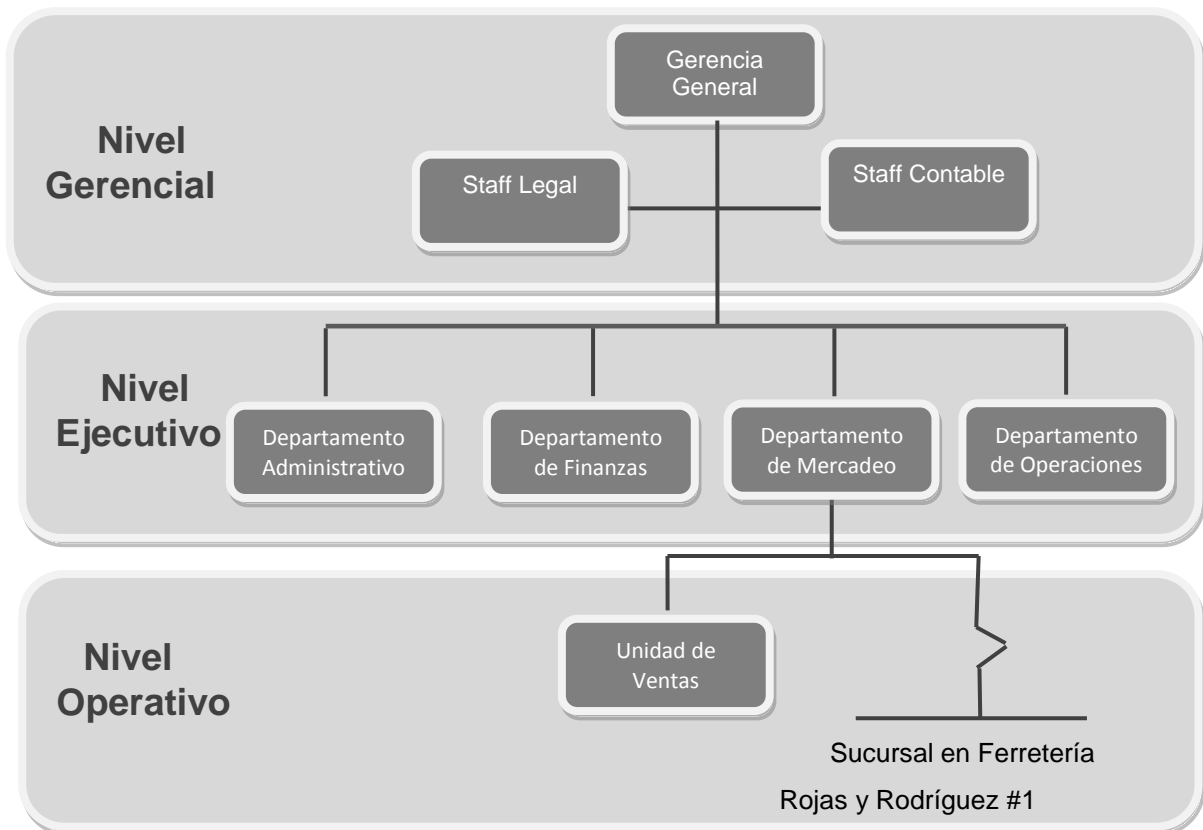 Gerencia
General
Nivel
Gerencial
Staff Legal
Staff Contable
Nivel
Ejecutivo
Departamento
Administrativo
Departamento
de Finanzas
Departamento
de Mercadeo
Departamento
de Operaciones
Nivel
Operativo
Unidad de
Ventas
Sucursal en Ferretería
Rojas y Rodríguez #1